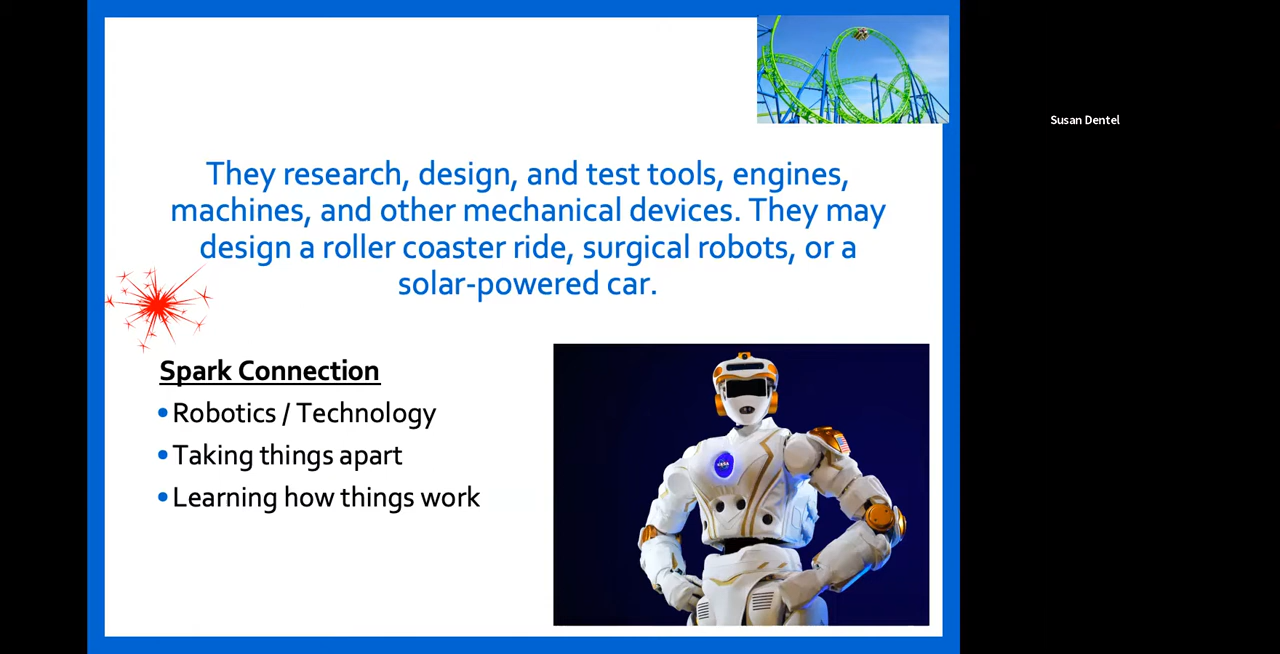 They research, design, and test tools, engines,
machines, and other mechanical devices. They may
design a roller coaster ride, surgical robots, or a
solar-powered car.
Spark Connection
• Robotics / Technology
• Taking things apart
• Learning how things work
Susan Dentel